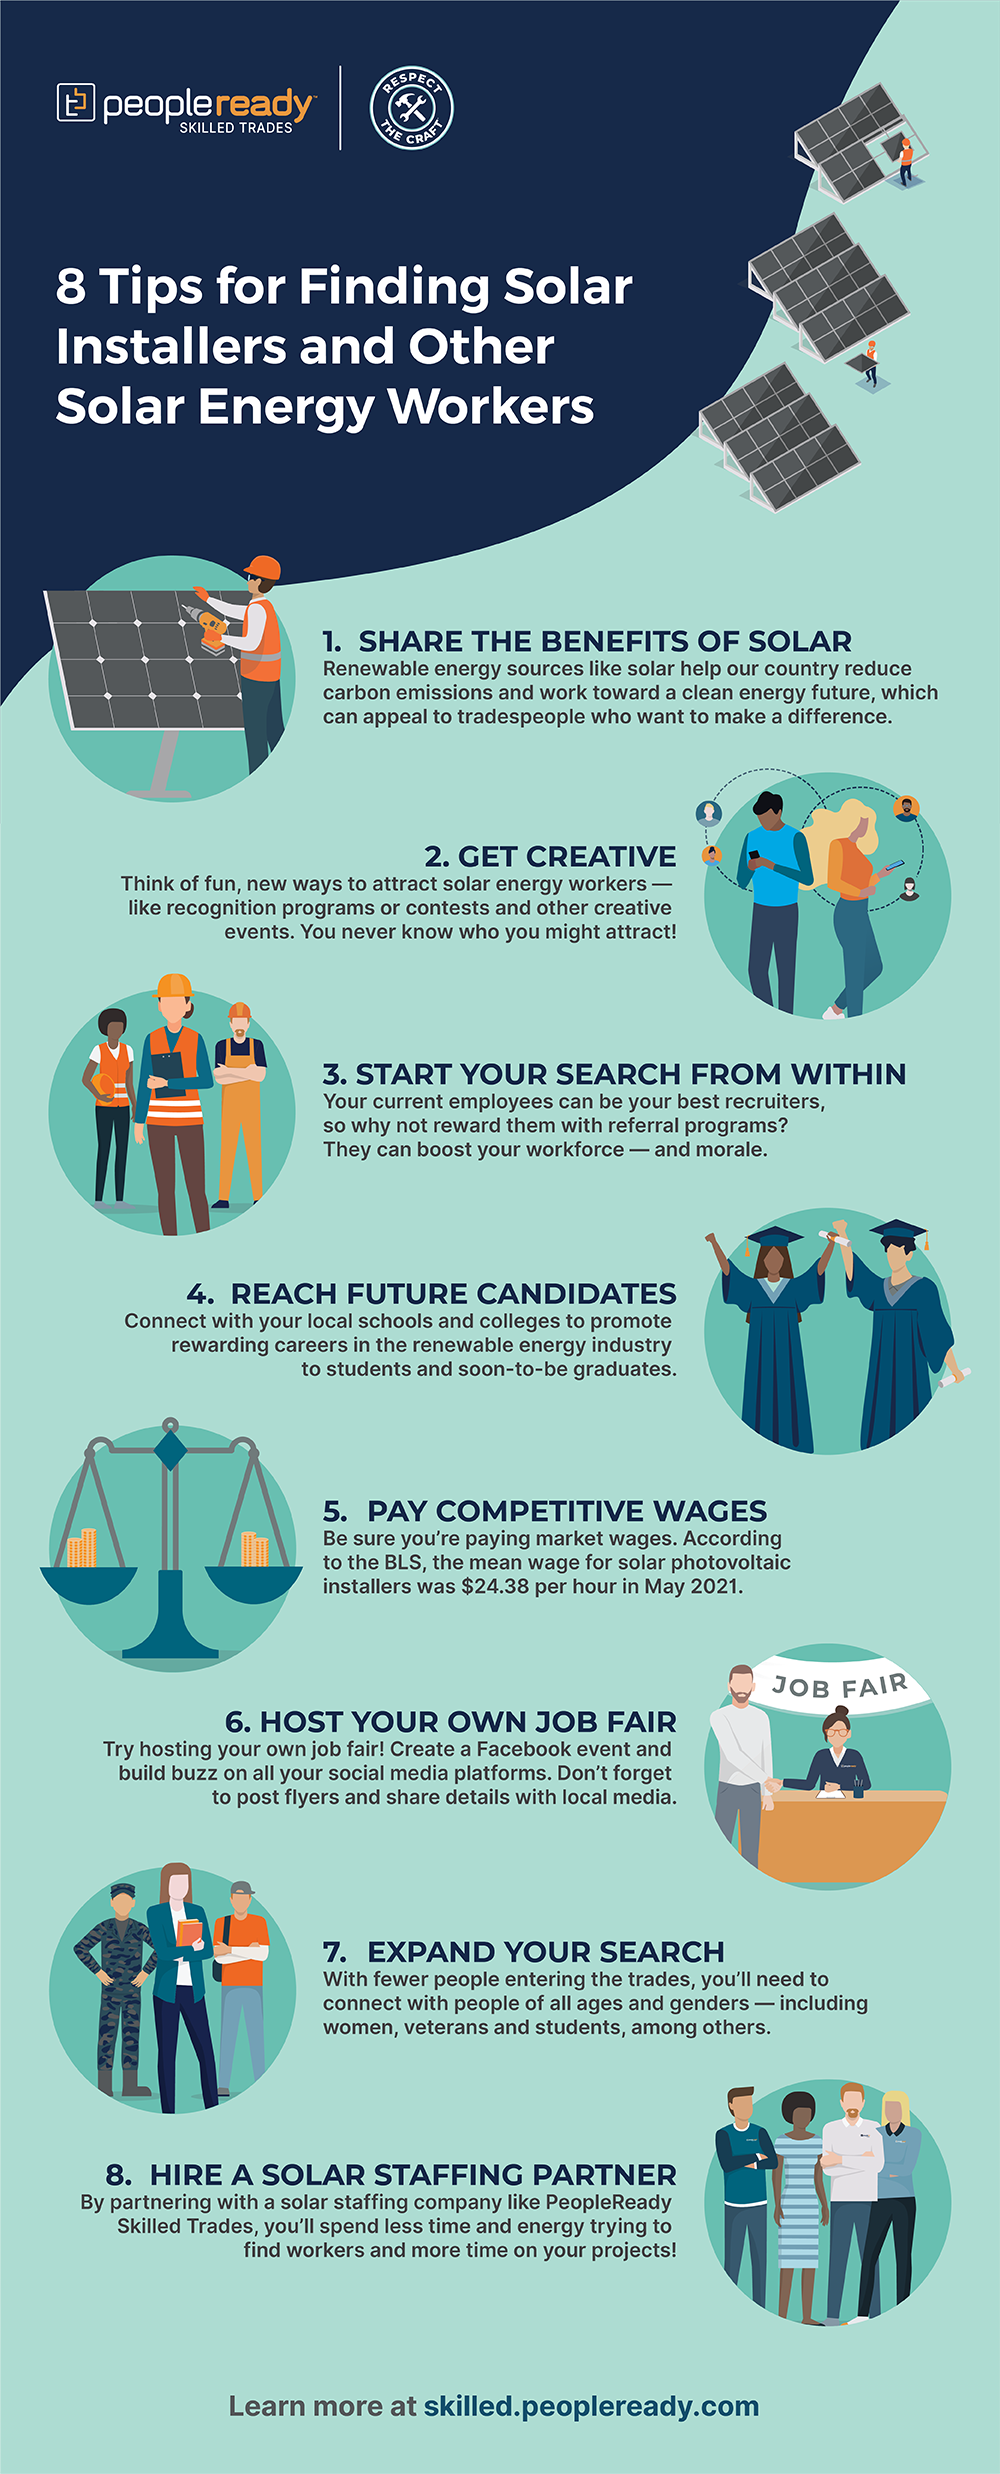 peopleready™
SKILLED TRADES
RESPECT
THE CRAFT
8 Tips for Finding Solar
Installers and Other
Solar Energy Workers
1. SHARE THE BENEFITS OF SOLAR
Renewable energy sources like solar help our country reduce
carbon emissions and work toward a clean energy future, which
can appeal to tradespeople who want to make a difference.
2. GET CREATIVE
Think of fun, new ways to attract solar energy workers —
like recognition programs or contests and other creative
events. You never know who you might attract!
3. START YOUR SEARCH FROM WITHIN
Your current employees can be your best recruiters,
so why not reward them with referral programs?
They can boost your workforce — and morale.
4. REACH FUTURE CANDIDATES
Connect with your local schools and colleges to promote
rewarding careers in the renewable energy industry
to students and soon-to-be graduates.
5. PAY COMPETITIVE WAGES
Be sure you’re paying market wages. According
to the BLS, the mean wage for solar photovoltaic
installers was $24.38 per hour in May 2021.
JOB FAIR
6. HOST YOUR OWN JOB FAIR
Try hosting your own job fair! Create a Facebook event and
build buzz on all your social media platforms. Don’t forget
to post flyers and share details with local media.
7. EXPAND YOUR SEARCH
With fewer people entering the trades, you’ll need to
connect with people of all ages and genders — including
women, veterans and students, among others.
8. HIRE A SOLAR STAFFING PARTNER
By partnering with a solar staffing company like PeopleReady
Skilled Trades, you’ll spend less time and energy trying to
find workers and more time on your projects!
Learn more at skilled.peopleready.com